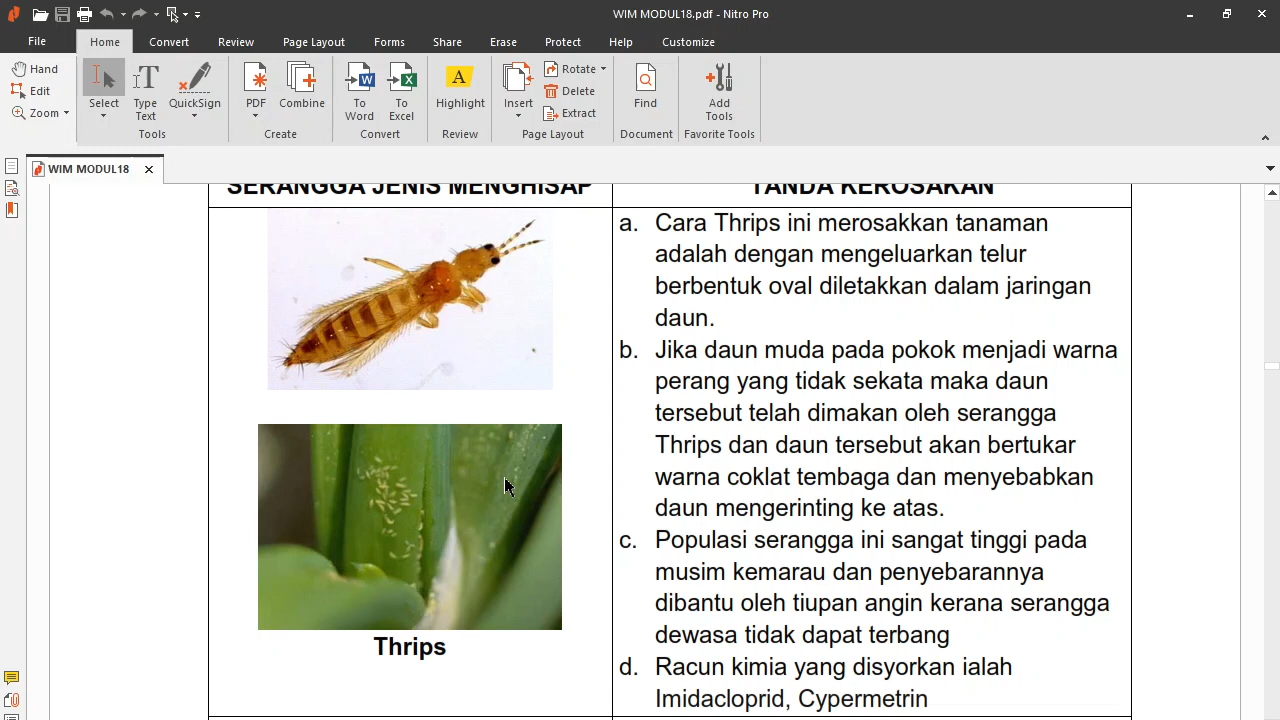 WIM MODUL18.pdf - Nitro Pro
File Home Convert Review Page Layout Forms Share Erase Protect Help Customize
Hand
Edit
Zoom
Select
Type Text
QuickSign
Tools
PDF
Combine
Create
To Word
To Excel
Convert
Highlight
Review
Insert
Rotate
Delete
Extract
Page Layout
Find
Document
Add Tools
Favorite Tools
WIM MODUL18
SERANGGA JENIS MENGHISAP
TANDA KEROSAKAN
Thrips
a. Cara Thrips ini merosakkan tanaman
adalah dengan mengeluarkan telur
berbentuk oval diletakkan dalam jaringan
daun.
b. Jika daun muda pada pokok menjadi warna
perang yang tidak sekata maka daun
tersebut telah dimakan oleh serangga
Thrips dan daun tersebut akan bertukar
warna coklat tembaga dan menyebabkan
daun mengerinting ke atas.
c. Populasi serangga ini sangat tinggi pada
musim kemarau dan penyebarannya
dibantu oleh tiupan angin kerana serangga
dewasa tidak dapat terbang
d. Racun kimia yang disyorkan ialah
Imidacloprid, Cypermetrin